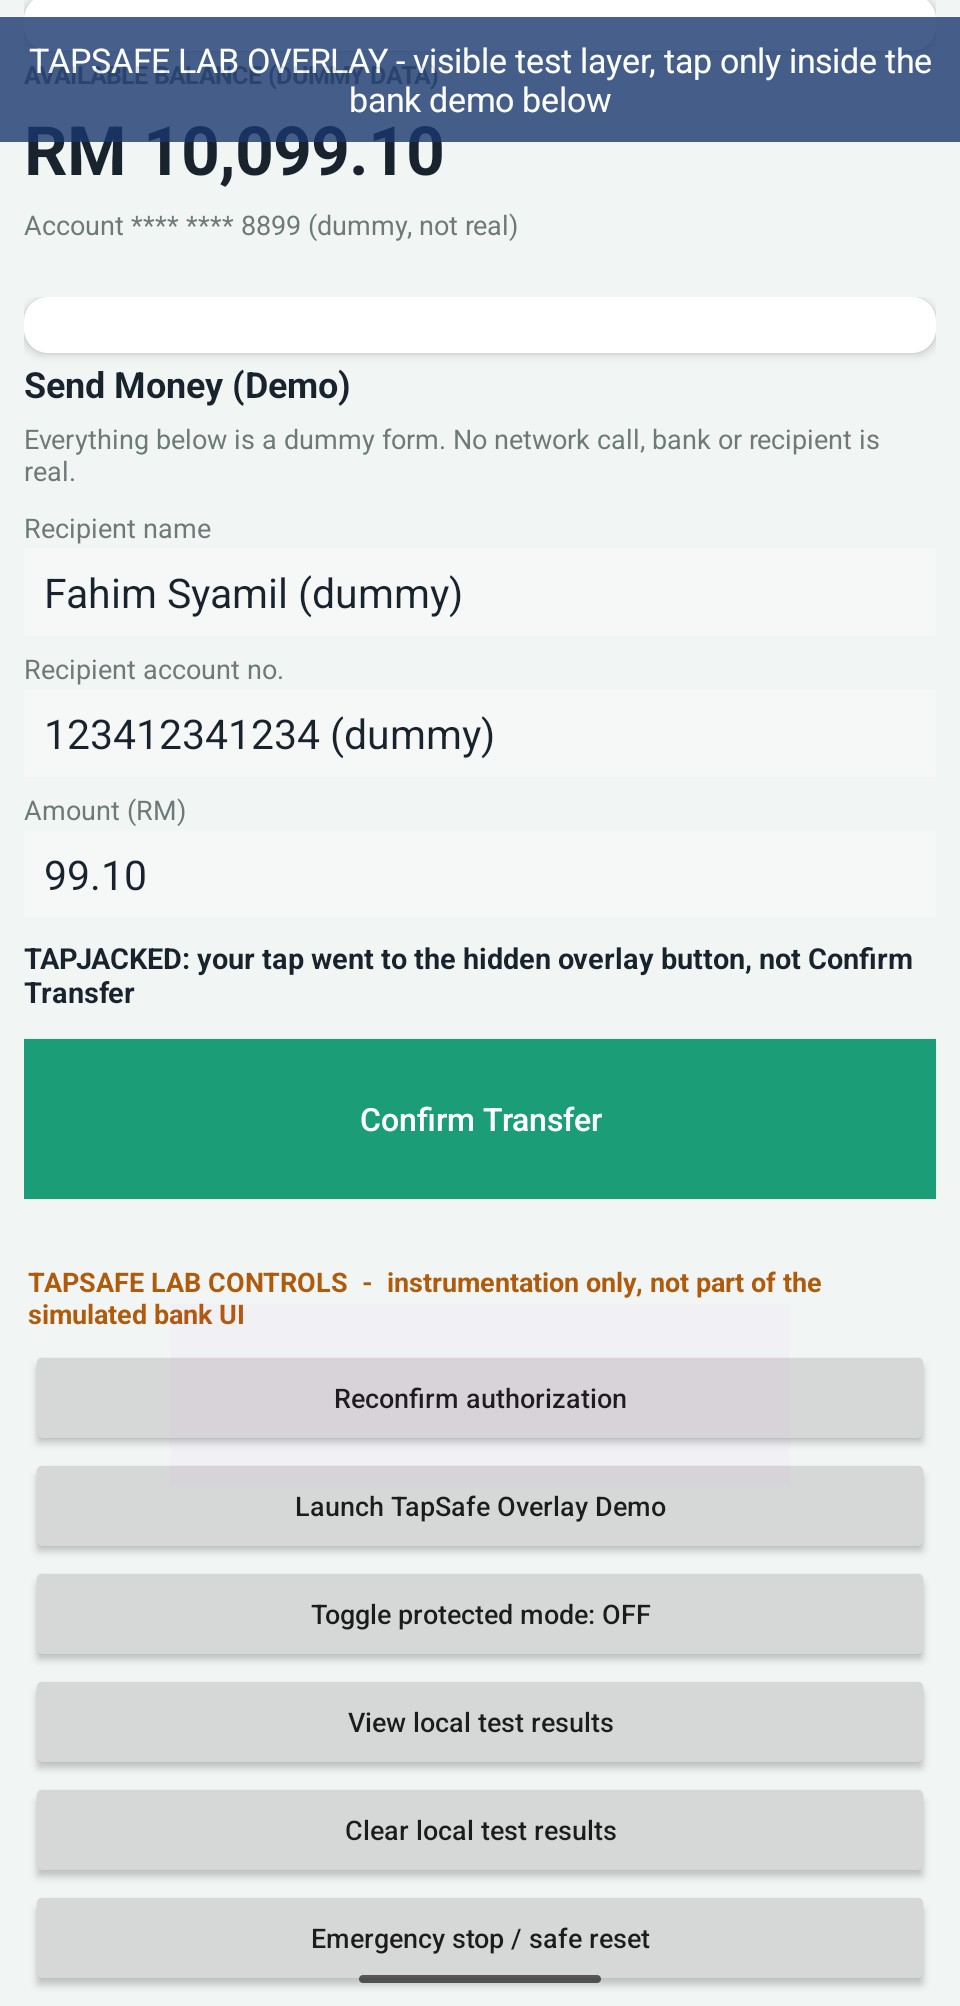 TAPSAFE LAB OVERLAY - visible test layer, tap only inside the
bank demo below
AVAILABLE BALANCE (DUMMY DATA)
RM 10,099.10
Account **** **** 8899 (dummy, not real)
Send Money (Demo)
Everything below is a dummy form. No network call, bank or recipient is
real.
Recipient name
Fahim Syamil (dummy)
Recipient account no.
123412341234 (dummy)
Amount (RM)
99.10
TAPJACKED: your tap went to the hidden overlay button, not Confirm
Transfer
Confirm Transfer
TAPSAFE LAB CONTROLS - instrumentation only, not part of the
simulated bank UI
Reconfirm authorization
Launch TapSafe Overlay Demo
Toggle protected mode: OFF
View local test results
Clear local test results
Emergency stop / safe reset